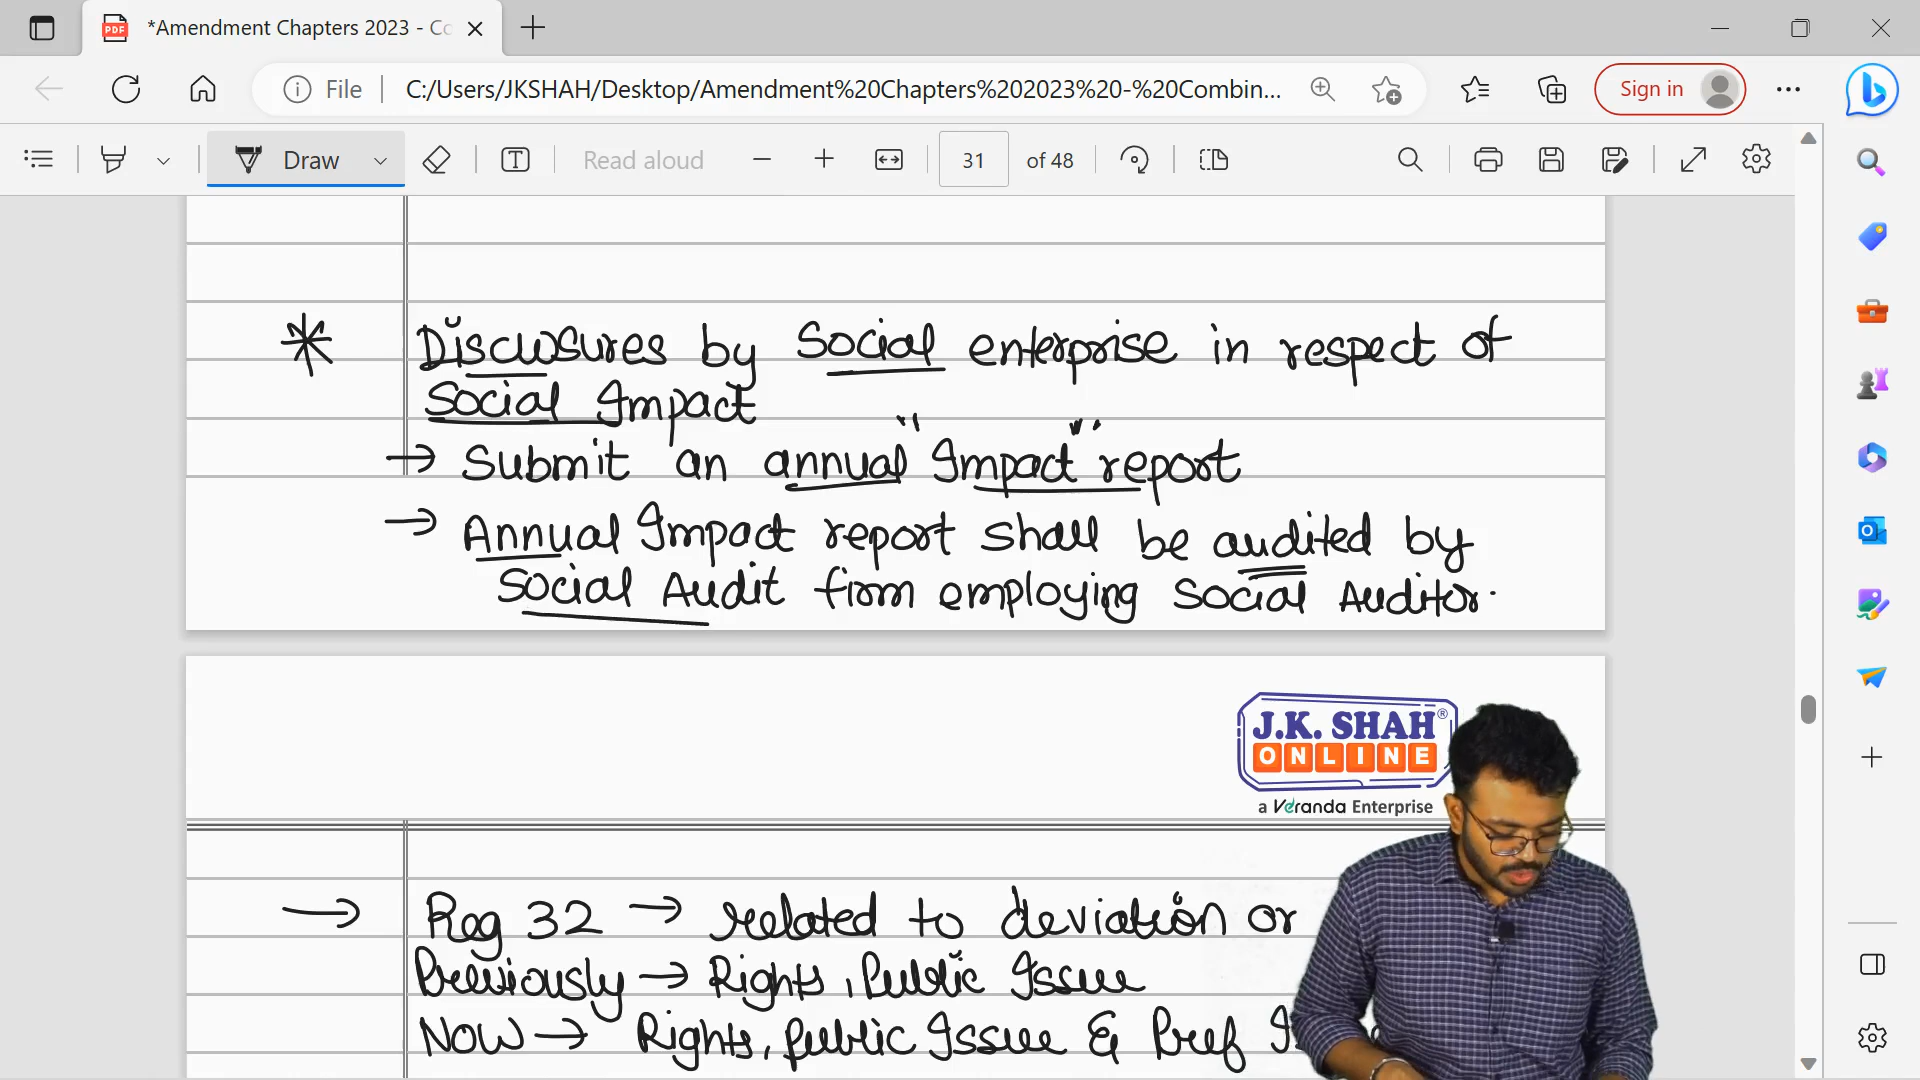 *Amendment Chapters 2023 - Co
File
C:/Users/JKSHAH/Desktop/Amendment%20Chapters%202023%20-%20Combin...
Sign in
Draw
Read aloud
31
of 48
* Disclosures by Social enterprise in respect of
Social Impact
→ Submit an annual "Impact" report
→ Annual Impact report shall be audited by
Social Audit firm employing Social Auditor.
J.K. SHAH®
ONLINE
a Veranda Enterprise
→ Reg 32 → related to deviation or
Previously → Rights, Public Issue
NOW → Rights, Public Issue & Pref